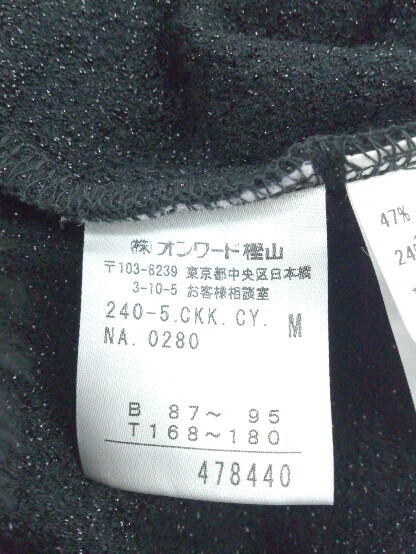 ㈱ オンワード樫山
〒103-8239 東京都中央区日本橋
3-10-5 お客様相談室
240-5.CKK.CY. M
NA. 0280
B 87〜 95
T168〜180
478440
47%
24